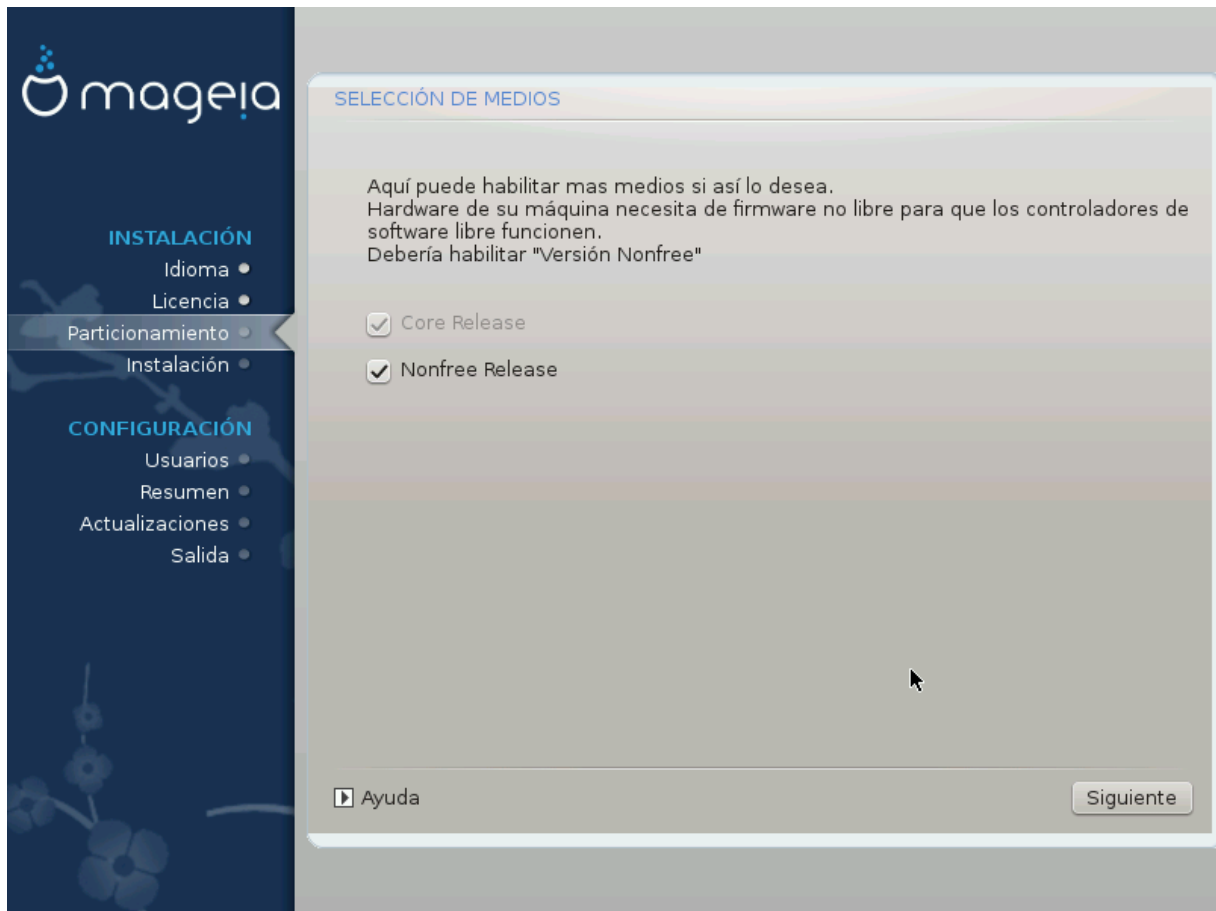 mageia
INSTALACIÓN
Idioma
Licencia
Particionamiento
Instalación
CONFIGURACIÓN
Usuarios
Resumen
Actualizaciones
Salida
SELECCIÓN DE MEDIOS
Aquí puede habilitar mas medios si así lo desea.
Hardware de su máquina necesita de firmware no libre para que los controladores de
software libre funcionen.
Debería habilitar "Versión Nonfree"
Core Release
Nonfree Release
Ayuda
Siguiente